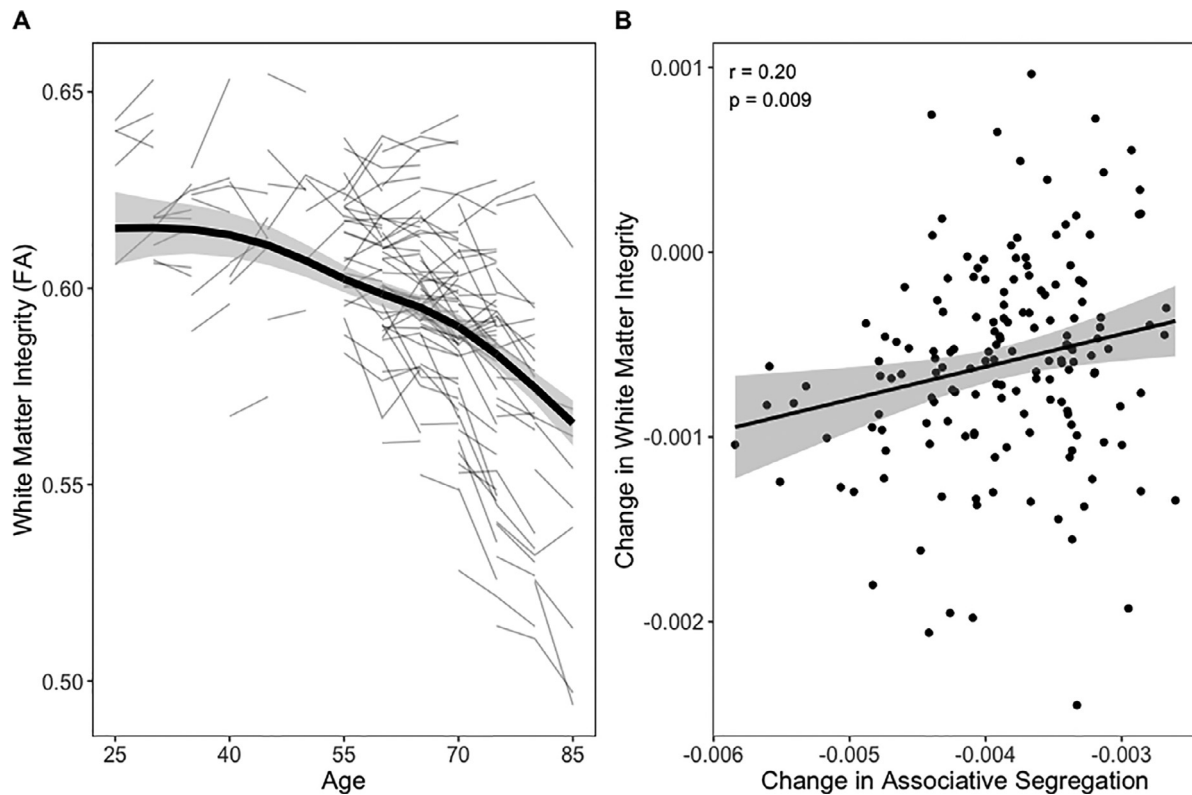 A
White Matter Integrity (FA)
0.65
0.60
0.55
0.50
25 40 55 70 85
Age
B
r = 0.20
p = 0.009
Change in White Matter Integrity
0.001
0.000
-0.001
-0.002
-0.006 -0.005 -0.004 -0.003
Change in Associative Segregation